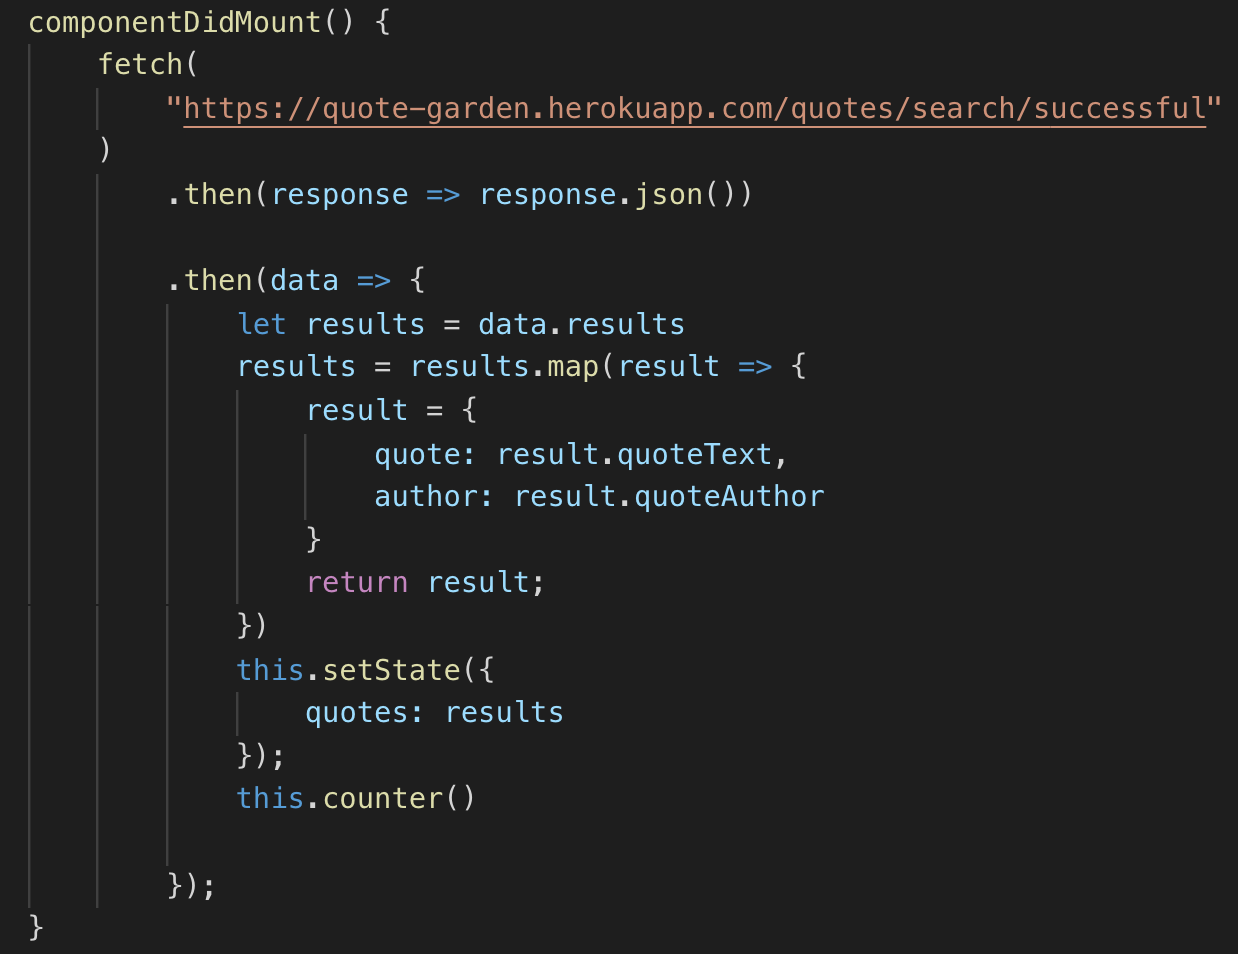 componentDidMount() {
fetch(
"https://quote-garden.herokuapp.com/quotes/search/successful"
)
.then(response => response.json())
.then(data => {
let results = data.results
results = results.map(result => {
result = {
quote: result.quoteText,
author: result.quoteAuthor
}
return result;
})
this.setState({
quotes: results
});
this.counter()
});
}